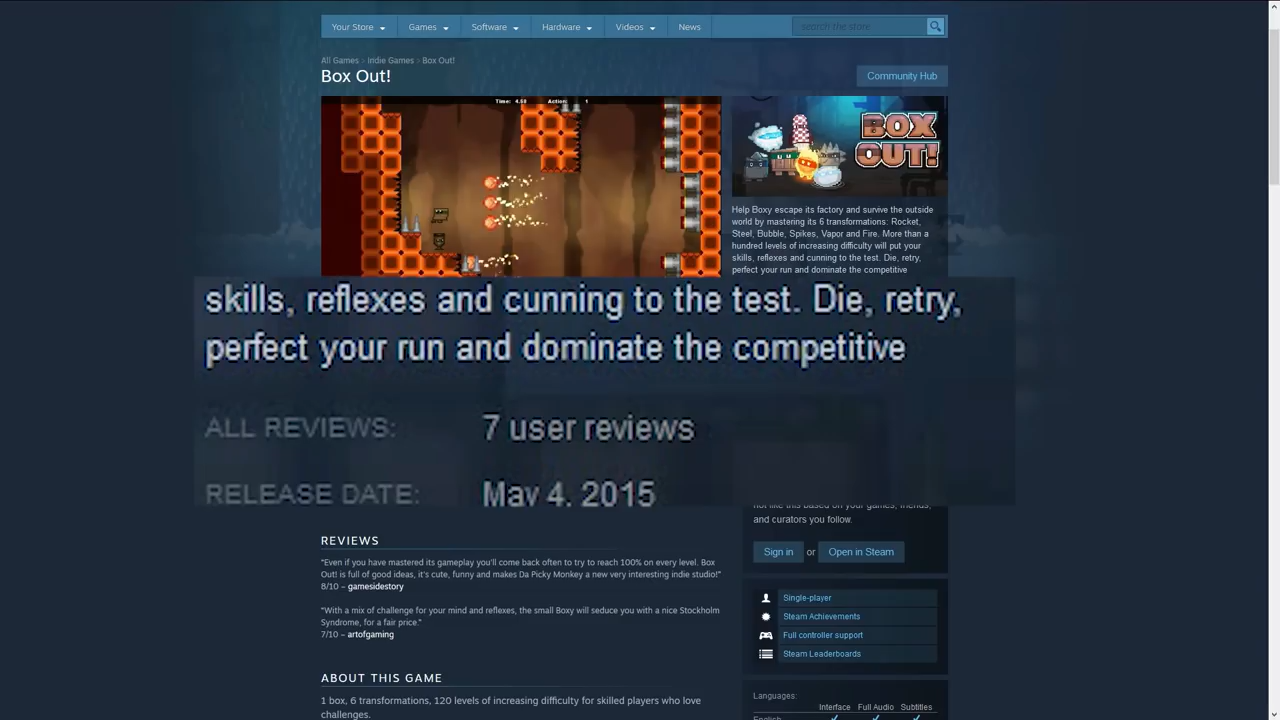 Your Store
Games
Software
Hardware
Videos
News
search the store
All Games > Indie Games > Box Out!
Box Out!
Community Hub
Time: 4.50 Action: 1
BOX
OUT!
Help Boxy escape its factory and survive the outside
world by mastering its 6 transformations: Rocket,
Steel, Bubble, Spikes, Vapor and Fire. More than a
hundred levels of increasing difficulty will put your
skills, reflexes and cunning to the test. Die, retry,
perfect your run and dominate the competitive
skills, reflexes and cunning to the test. Die, retry,
perfect your run and dominate the competitive
ALL REVIEWS: 7 user reviews
RELEASE DATE: May 4, 2015
not like this based on your games, friends,
and curators you follow.
Sign in or Open in Steam
REVIEWS
“Even if you have mastered its gameplay you'll come back often to try to reach 100% on every level. Box
Out! is full of good ideas, it's cute, funny and makes Da Picky Monkey a new very interesting indie studio!”
8/10 – gamesidestory
“With a mix of challenge for your mind and reflexes, the small Boxy will seduce you with a nice Stockholm
Syndrome, for a fair price.”
7/10 – artofgaming
Single-player
Steam Achievements
Full controller support
Steam Leaderboards
ABOUT THIS GAME
1 box, 6 transformations, 120 levels of increasing difficulty for skilled players who love
challenges.
Languages:
Interface Full Audio Subtitles
English